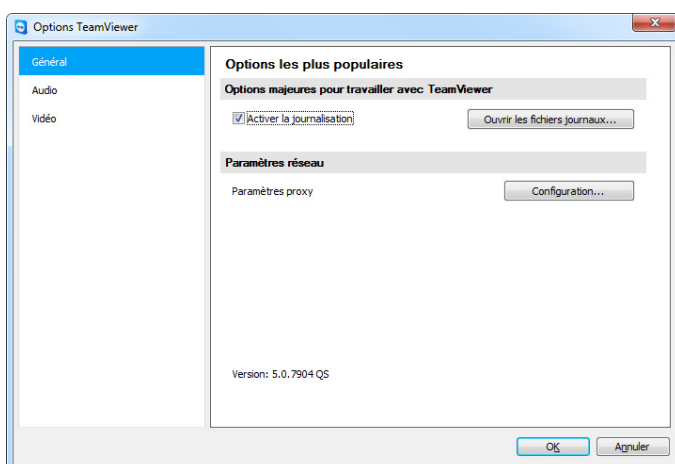 Options TeamViewer
Général
Audio
Vidéo
Options les plus populaires
Options majeures pour travailler avec TeamViewer
Activer la journalisation
Ouvrir les fichiers journaux...
Paramètres réseau
Paramètres proxy
Configuration...
Version: 5.0.7904 QS
OK
Annuler